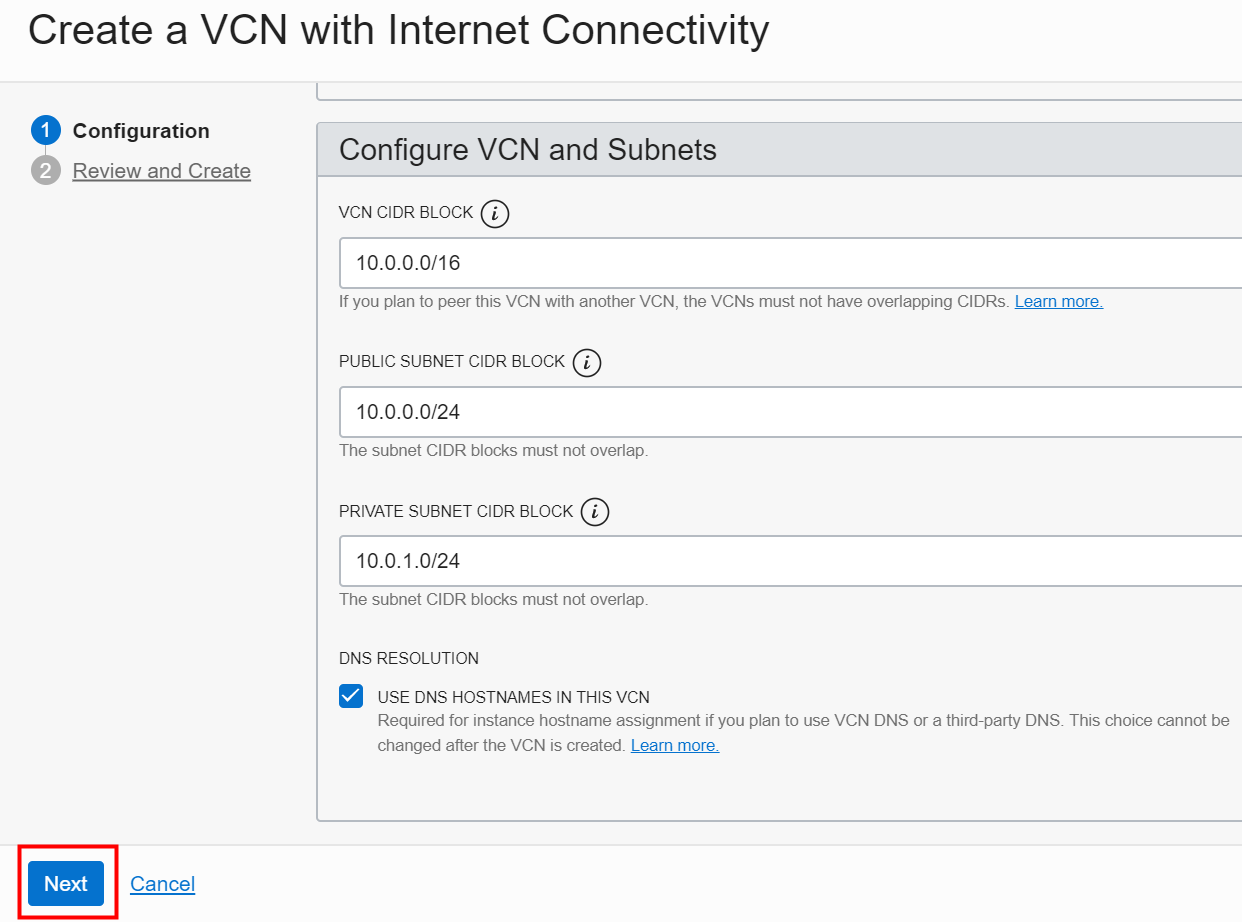 Create a VCN with Internet Connectivity
1 Configuration
2 Review and Create
Configure VCN and Subnets
VCN CIDR BLOCK i
10.0.0.0/16
If you plan to peer this VCN with another VCN, the VCNs must not have overlapping CIDRs. Learn more.
PUBLIC SUBNET CIDR BLOCK i
10.0.0.0/24
The subnet CIDR blocks must not overlap.
PRIVATE SUBNET CIDR BLOCK i
10.0.1.0/24
The subnet CIDR blocks must not overlap.
DNS RESOLUTION
USE DNS HOSTNAMES IN THIS VCN
Required for instance hostname assignment if you plan to use VCN DNS or a third-party DNS. This choice cannot be
changed after the VCN is created. Learn more.
Next Cancel